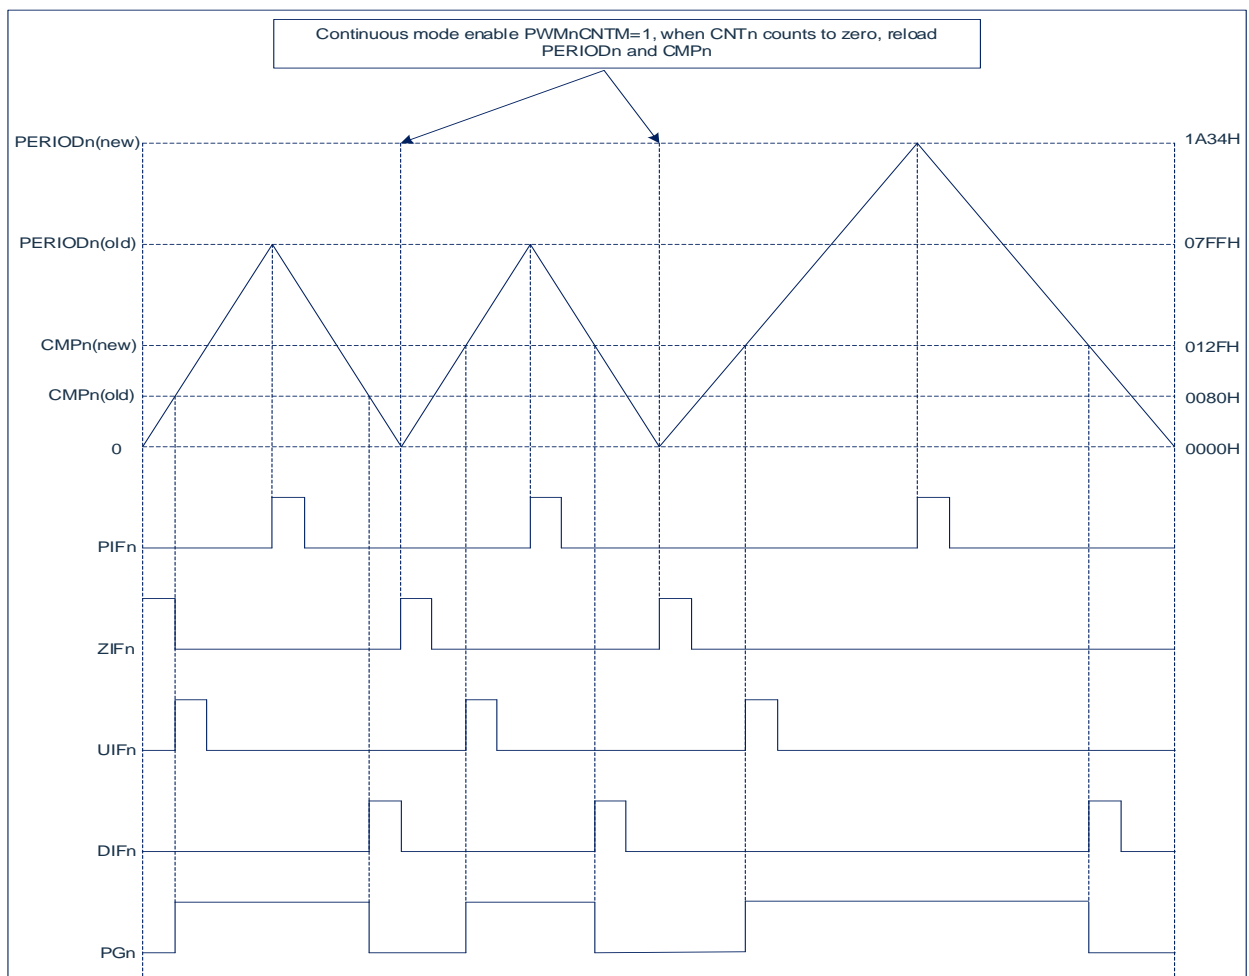 Continuous mode enable PWMnCNTM=1, when CNTn counts to zero, reload
PERIODn and CMPn
PERIODn(new)
1A34H
PERIODn(old)
07FFH
CMPn(new)
012FH
CMPn(old)
0080H
0
0000H
PIFn
ZIFn
UIFn
DIFn
PGn